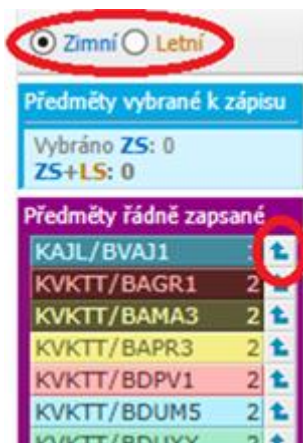 Zimní Letní
Předměty vybrané k zápisu
Vybráno ZS: 0
ZS+LS: 0
Předměty řádně zapsané
KAJL/BVAJ1
KVKTT/BAGR1 2
KVKTT/BAMA3 2
KVKTT/BAPR3 2
KVKTT/BDPV1 2
KVKTT/BDUM5 2